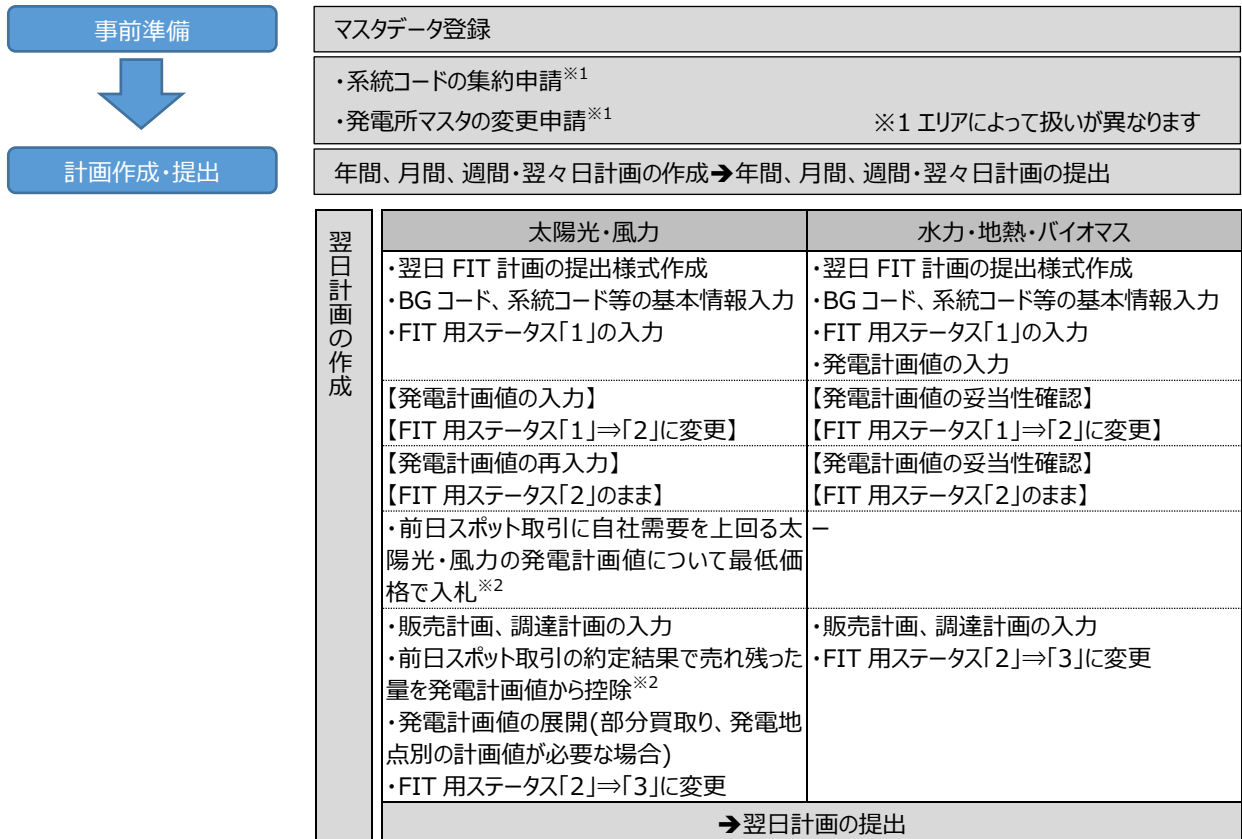 事前準備
マスタデータ登録
・系統コードの集約申請※1
・発電所マスタの変更申請※1
※1 エリアによって扱いが異なります
計画作成・提出
年間、月間、週間・翌々日計画の作成➔年間、月間、週間・翌々日計画の提出
翌日計画の作成
太陽光・風力
・翌日 FIT 計画の提出様式作成
・BG コード、系統コード等の基本情報入力
・FIT 用ステータス「1」の入力
【発電計画値の入力】
【FIT 用ステータス「1」⇒「2」に変更】
【発電計画値の再入力】
【FIT 用ステータス「2」のまま】
・前日スポット取引に自社需要を上回る太
陽光・風力の発電計画値について最低価
格で入札※2
・販売計画、調達計画の入力
・前日スポット取引の約定結果で売れ残った
量を発電計画値から控除※2
・発電計画値の展開(部分買取り、発電地
点別の計画値が必要な場合)
・FIT 用ステータス「2」⇒「3」に変更
水力・地熱・バイオマス
・翌日 FIT 計画の提出様式作成
・BG コード、系統コード等の基本情報入力
・FIT 用ステータス「1」の入力
・発電計画値の入力
【発電計画値の妥当性確認】
【FIT 用ステータス「1」⇒「2」に変更】
【発電計画値の妥当性確認】
【FIT 用ステータス「2」のまま】
－
・販売計画、調達計画の入力
・FIT 用ステータス「2」⇒「3」に変更
➔翌日計画の提出